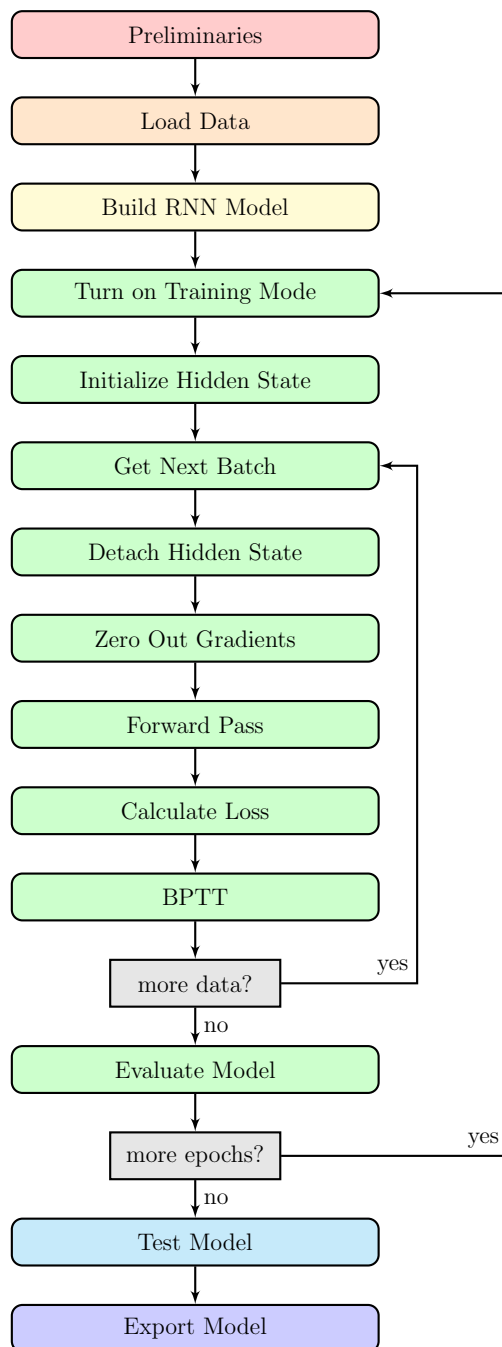 Preliminaries
Load Data
Build RNN Model
Turn on Training Mode
Initialize Hidden State
Get Next Batch
Detach Hidden State
Zero Out Gradients
Forward Pass
Calculate Loss
BPTT
yes
more data?
no
Evaluate Model
yes
more epochs?
no
Test Model
Export Model